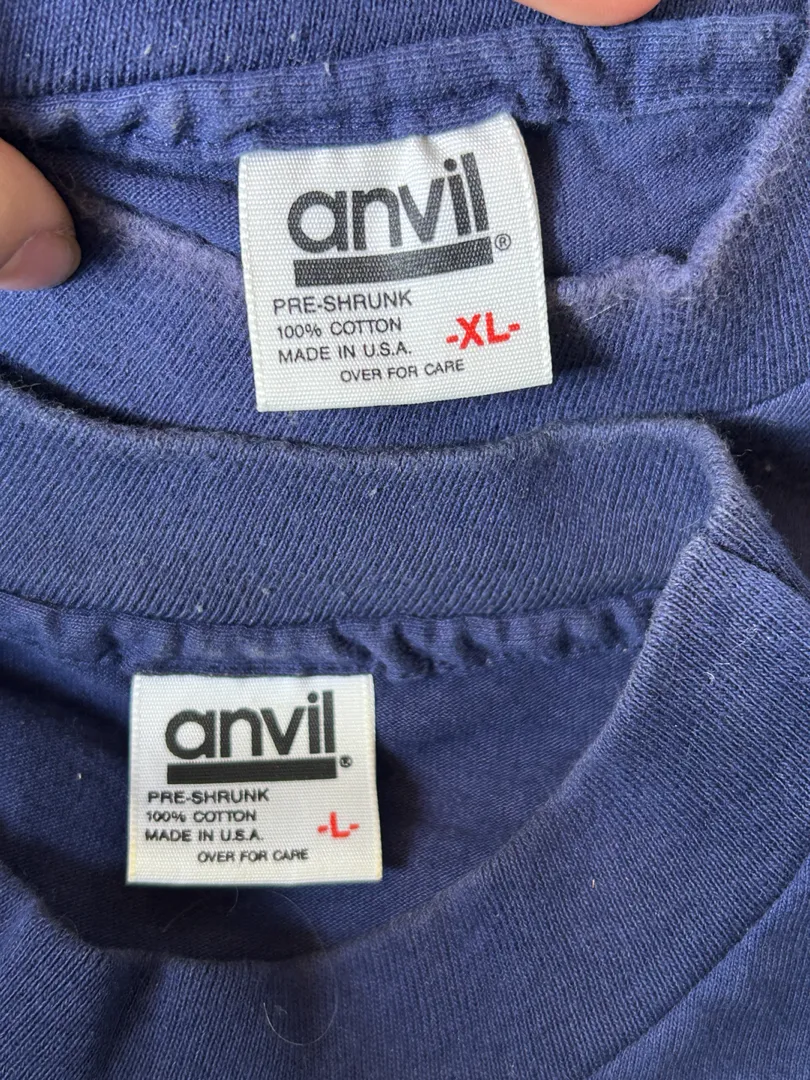 anvil®
PRE-SHRUNK
100% COTTON
MADE IN U.S.A.
-XL-
OVER FOR CARE
anvil®
PRE-SHRUNK
100% COTTON
MADE IN U.S.A.
-L-
OVER FOR CARE